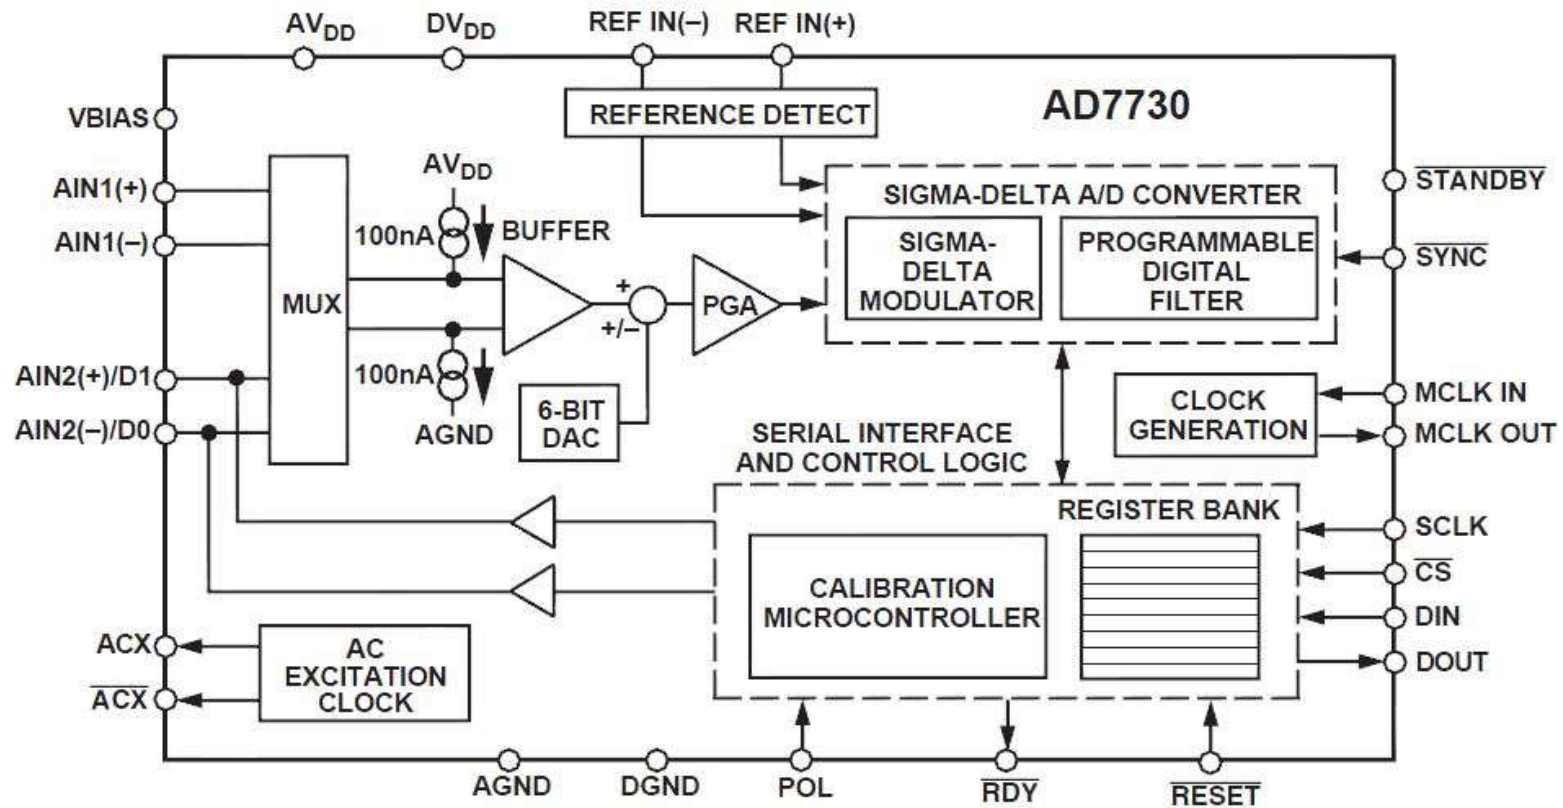 AVDD
DVDD
REF IN(–)
REF IN(+)
VBIAS
REFERENCE DETECT
AD7730
AIN1(+)
AIN1(–)
AVDD
100nA
BUFFER
SIGMA-DELTA A/D CONVERTER
SIGMA-
DELTA
MODULATOR
PROGRAMMABLE
DIGITAL
FILTER
STANDBY
SYNC
MUX
+
+/–
PGA
AIN2(+)/D1
AIN2(–)/D0
100nA
AGND
6-BIT
DAC
CLOCK
GENERATION
MCLK IN
MCLK OUT
SERIAL INTERFACE
AND CONTROL LOGIC
REGISTER BANK
CALIBRATION
MICROCONTROLLER
SCLK
CS
DIN
DOUT
ACX
ACX
AC
EXCITATION
CLOCK
AGND
DGND
POL
RDY
RESET